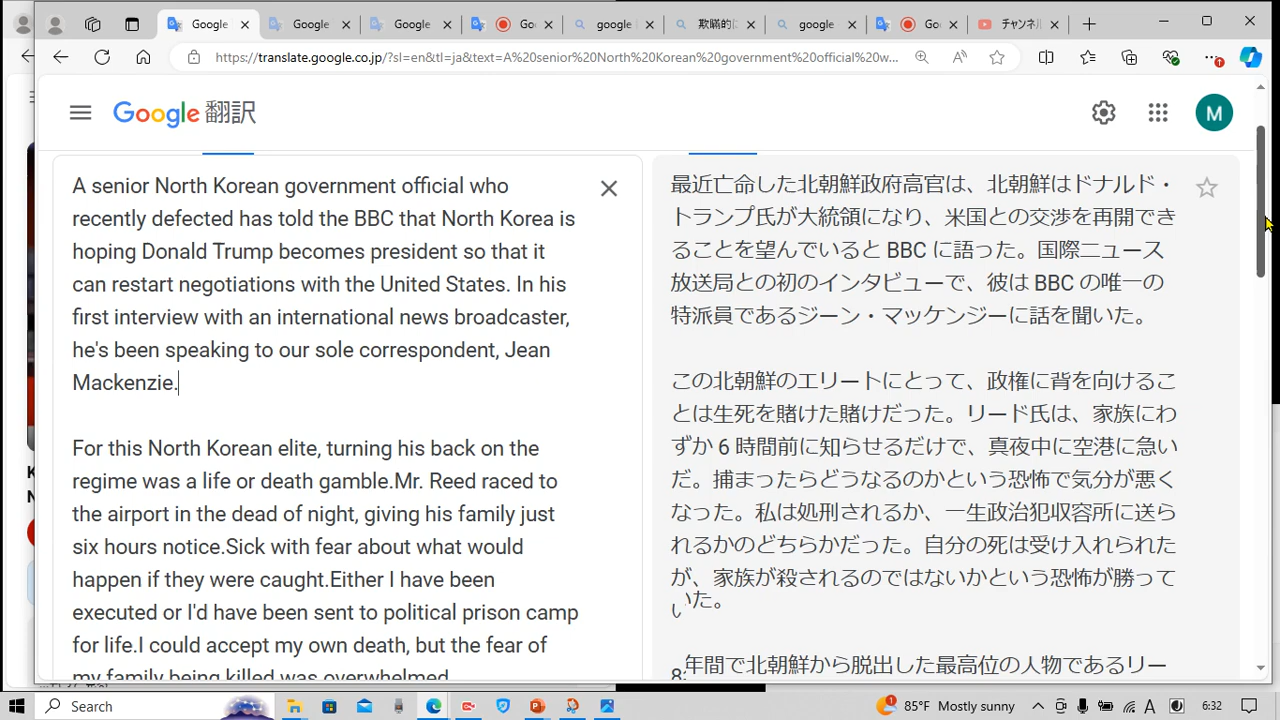 Google
Google
Google
Go
google
欺瞞的に
google
Go
チャンネル
https://translate.google.co.jp/?sl=en&tl=ja&text=A%20senior%20North%20Korean%20government%20official%20w...
Google 翻訳
M
A senior North Korean government official who
recently defected has told the BBC that North Korea is
hoping Donald Trump becomes president so that it
can restart negotiations with the United States. In his
first interview with an international news broadcaster,
he's been speaking to our sole correspondent, Jean
Mackenzie.
For this North Korean elite, turning his back on the
regime was a life or death gamble.Mr. Reed raced to
the airport in the dead of night, giving his family just
six hours notice.Sick with fear about what would
happen if they were caught.Either I have been
executed or I'd have been sent to political prison camp
for life.I could accept my own death, but the fear of
my family being killed was overwhelmed.
最近亡命した北朝鮮政府高官は、北朝鮮はドナルド・
トランプ氏が大統領になり、米国との交渉を再開でき
ることを望んでいると BBC に語った。国際ニュース
放送局との初のインタビューで、彼は BBC の唯一の
特派員であるジーン・マッケンジーに話を聞いた。
この北朝鮮のエリートにとって、政権に背を向けるこ
とは生死を賭けた賭けだった。リード氏は、家族にわ
ずか 6 時間前に知らせるだけで、真夜中に空港に急い
だ。捕まったらどうなるのかという恐怖で気分が悪く
なった。私は処刑されるか、一生政治犯収容所に送ら
れるかのどちらかだった。自分の死は受け入れられた
が、家族が殺されるのではないかという恐怖が勝って
いた。
8年間で北朝鮮から脱出した最高位の人物であるリー
Search
1
85°F Mostly sunny
A
6:32